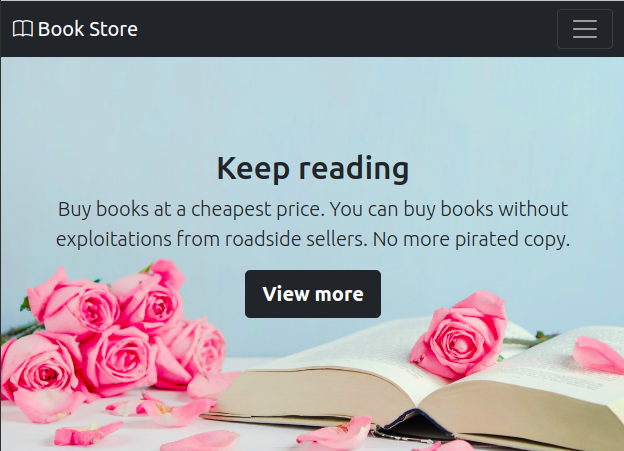 Book Store
Keep reading
Buy books at a cheapest price. You can buy books without
exploitations from roadside sellers. No more pirated copy.
View more